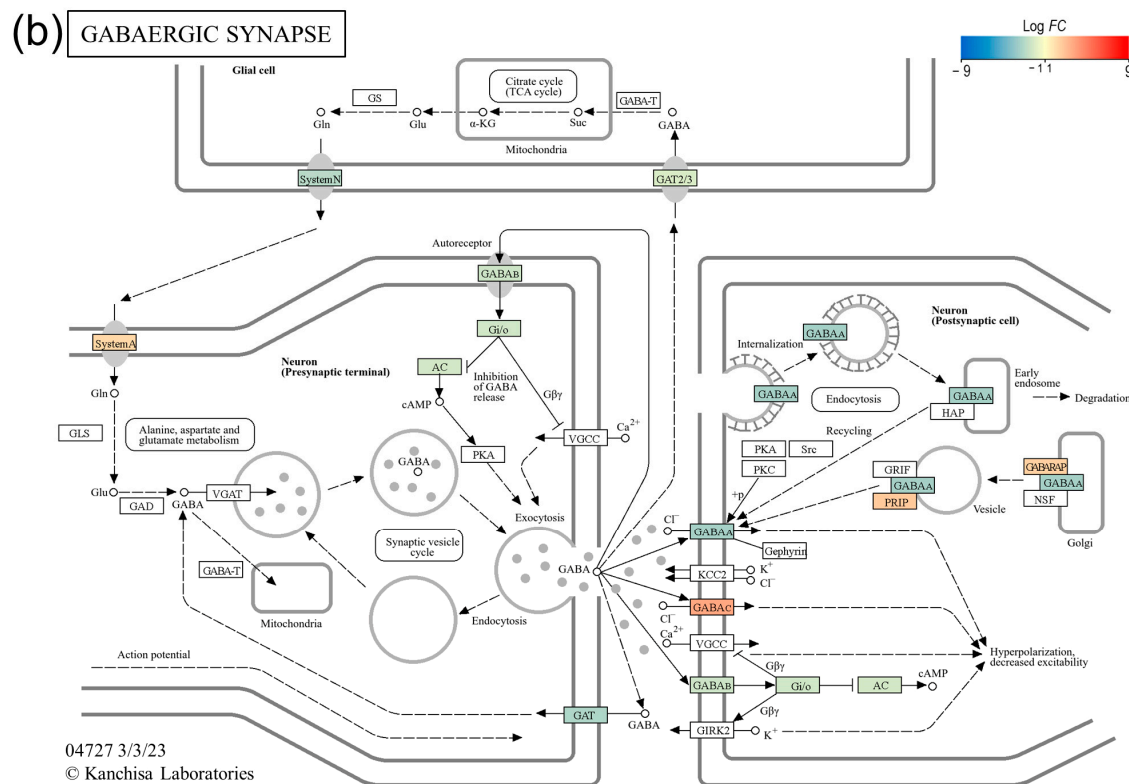 (b) GABAERGIC SYNAPSE
Log FC
−9 −1 1 9
Glial cell
Citrate cycle
(TCA cycle)
GS
GABA-T
Gln
Glu
α-KG
Suc
GABA
Mitochondria
SystemN
GAT2/3
Autoreceptor
GABAB
Gi/o
SystemA
Neuron
(Presynaptic terminal)
AC
Inhibition
of GABA
release
Gβγ
cAMP
Gln
GLS
Alanine, aspartate and
glutamate metabolism
PKA
VGCC
Ca2+
GABA
Glu
GAD
GABA
VGAT
Exocytosis
Synaptic vesicle
cycle
GABA
GABA-T
Mitochondria
Endocytosis
Action potential
GAT
GABA
Neuron
(Postsynaptic cell)
Internalization
GABAA
GABAA
Endocytosis
GABAA
HAP
Early
endosome
Degradation
Recycling
PKA
Src
PKC
+p
GRIF
GABAA
PRIP
Vesicle
GABARAP
GABAA
NSF
Golgi
Cl−
GABAA
Gephyrin
KCC2
K+
Cl−
GABAC
Cl−
Ca2+
VGCC
Gβγ
Hyperpolarization,
decreased excitability
GABAB
Gi/o
AC
cAMP
Gβγ
GIRK2
K+
04727 3/3/23
© Kanchisa Laboratories